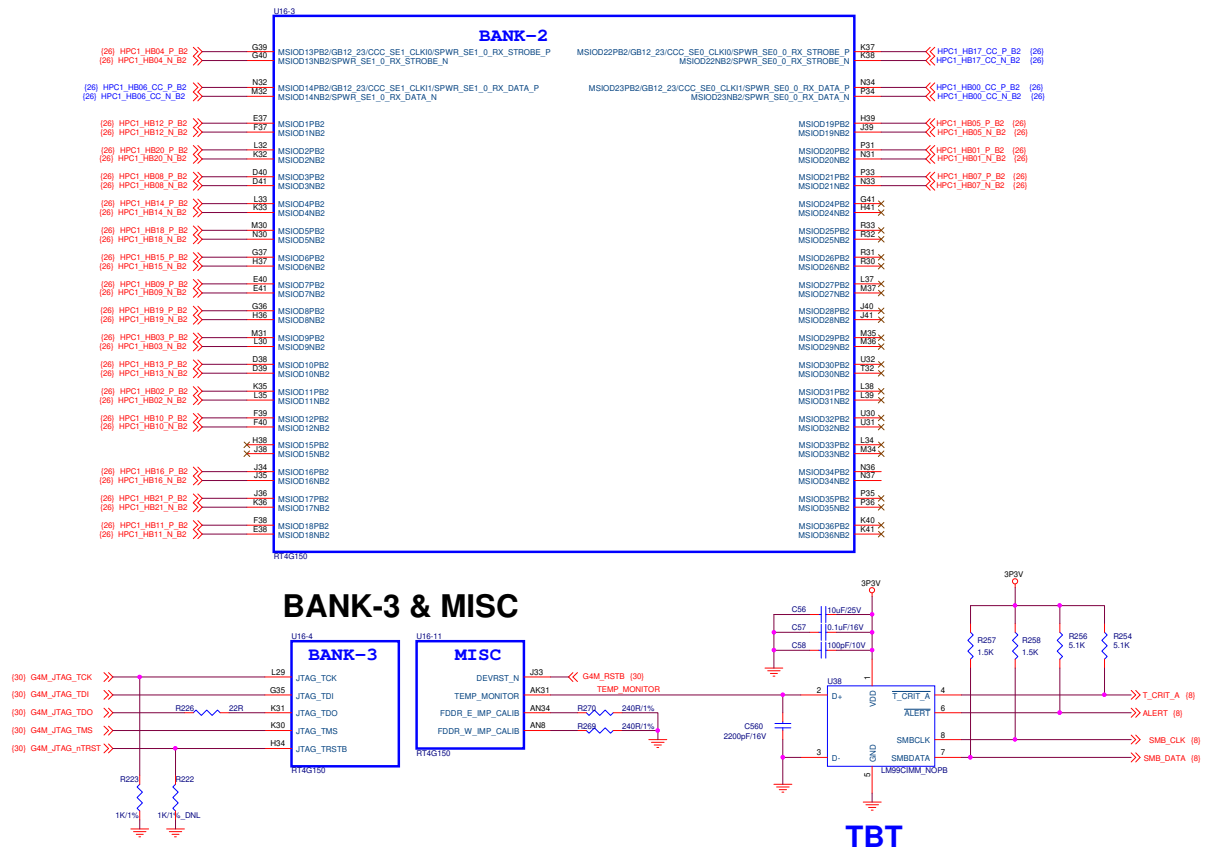 U16-3
BANK-2
{26} HPC1_HB04_P_B2 G39 MSIOD13PB2/GB12_23/CCC_SE1_CLKI0/SPWR_SE1_0_RX_STROBE_P MSIOD22PB2/GB12_23/CCC_SE0_CLKI0/SPWR_SE0_0_RX_STROBE_P K37 HPC1_HB17_CC_P_B2 {26}
{26} HPC1_HB04_N_B2 G40 MSIOD13NB2/SPWR_SE1_0_RX_STROBE_N MSIOD22NB2/SPWR_SE0_0_RX_STROBE_N K38 HPC1_HB17_CC_N_B2 {26}
{26} HPC1_HB06_CC_P_B2 N32 MSIOD14PB2/GB12_23/CCC_SE1_CLKI1/SPWR_SE1_0_RX_DATA_P MSIOD23PB2/GB12_23/CCC_SE0_CLKI1/SPWR_SE0_0_RX_DATA_P N34 HPC1_HB00_CC_P_B2 {26}
{26} HPC1_HB06_CC_N_B2 M32 MSIOD14NB2/SPWR_SE1_0_RX_DATA_N MSIOD23NB2/SPWR_SE0_0_RX_DATA_N P34 HPC1_HB00_CC_N_B2 {26}
{26} HPC1_HB12_P_B2 E37 MSIOD1PB2 MSIOD19PB2 H39 HPC1_HB05_P_B2 {26}
{26} HPC1_HB12_N_B2 F37 MSIOD1NB2 MSIOD19NB2 J39 HPC1_HB05_N_B2 {26}
{26} HPC1_HB20_P_B2 L32 MSIOD2PB2 MSIOD20PB2 P31 HPC1_HB01_P_B2 {26}
{26} HPC1_HB20_N_B2 K32 MSIOD2NB2 MSIOD20NB2 N31 HPC1_HB01_N_B2 {26}
{26} HPC1_HB08_P_B2 D40 MSIOD3PB2 MSIOD21PB2 P33 HPC1_HB07_P_B2 {26}
{26} HPC1_HB08_N_B2 D41 MSIOD3NB2 MSIOD21NB2 N33 HPC1_HB07_N_B2 {26}
{26} HPC1_HB14_P_B2 L33 MSIOD4PB2 MSIOD24PB2 G41
{26} HPC1_HB14_N_B2 K33 MSIOD4NB2 MSIOD24NB2 H41
{26} HPC1_HB18_P_B2 M30 MSIOD5PB2 MSIOD25PB2 R33
{26} HPC1_HB18_N_B2 N30 MSIOD5NB2 MSIOD25NB2 R32
{26} HPC1_HB15_P_B2 G37 MSIOD6PB2 MSIOD26PB2 R31
{26} HPC1_HB15_N_B2 H37 MSIOD6NB2 MSIOD26NB2 R30
{26} HPC1_HB09_P_B2 E40 MSIOD7PB2 MSIOD27PB2 L37
{26} HPC1_HB09_N_B2 E41 MSIOD7NB2 MSIOD27NB2 M37
{26} HPC1_HB19_P_B2 G36 MSIOD8PB2 MSIOD28PB2 J40
{26} HPC1_HB19_N_B2 H36 MSIOD8NB2 MSIOD28NB2 J41
{26} HPC1_HB03_P_B2 M31 MSIOD9PB2 MSIOD29PB2 M35
{26} HPC1_HB03_N_B2 L30 MSIOD9NB2 MSIOD29NB2 M36
{26} HPC1_HB13_P_B2 D38 MSIOD10PB2 MSIOD30PB2 U32
{26} HPC1_HB13_N_B2 D39 MSIOD10NB2 MSIOD30NB2 T32
{26} HPC1_HB02_P_B2 K35 MSIOD11PB2 MSIOD31PB2 L38
{26} HPC1_HB02_N_B2 L35 MSIOD11NB2 MSIOD31NB2 L39
{26} HPC1_HB10_P_B2 F39 MSIOD12PB2 MSIOD32PB2 U30
{26} HPC1_HB10_N_B2 F40 MSIOD12NB2 MSIOD32NB2 U31
H38 MSIOD15PB2 MSIOD33PB2 L34
J38 MSIOD15NB2 MSIOD33NB2 M34
{26} HPC1_HB16_P_B2 J34 MSIOD16PB2 MSIOD34PB2 N36
{26} HPC1_HB16_N_B2 J35 MSIOD16NB2 MSIOD34NB2 N37
{26} HPC1_HB21_P_B2 J36 MSIOD17PB2 MSIOD35PB2 P35
{26} HPC1_HB21_N_B2 K36 MSIOD17NB2 MSIOD35NB2 P36
{26} HPC1_HB11_P_B2 F38 MSIOD18PB2 MSIOD36PB2 K40
{26} HPC1_HB11_N_B2 E38 MSIOD18NB2 MSIOD36NB2 K41
RT4G150
BANK-3 & MISC
U16-4
BANK-3
{30} G4M_JTAG_TCK L29 JTAG_TCK
{30} G4M_JTAG_TDI G35 JTAG_TDI
{30} G4M_JTAG_TDO R226 22R K31 JTAG_TDO
{30} G4M_JTAG_TMS K30 JTAG_TMS
{30} G4M_JTAG_nTRST H34 JTAG_TRSTB
RT4G150
R223
1K/1%
R222
1K/1%_DNL
U16-11
MISC
DEVRST_N J33 G4M_RSTB {30}
TEMP_MONITOR AK31 TEMP_MONITOR
FDDR_E_IMP_CALIB AN34 R270 240R/1%
FDDR_W_IMP_CALIB AN8 R269 240R/1%
RT4G150
3P3V
C56 10uF/25V
C57 0.1uF/16V
C58 100pF/10V
C560
2200pF/16V
U38
1 VDD
2 D+
3 D-
5 GND
T_CRIT_A 4 T_CRIT_A {8}
ALERT 6 ALERT {8}
SMBCLK 8 SMB_CLK {8}
SMBDATA 7 SMB_DATA {8}
LM99CIMM_NOPB
3P3V
R257
1.5K
R258
1.5K
R256
5.1K
R254
5.1K
TBT